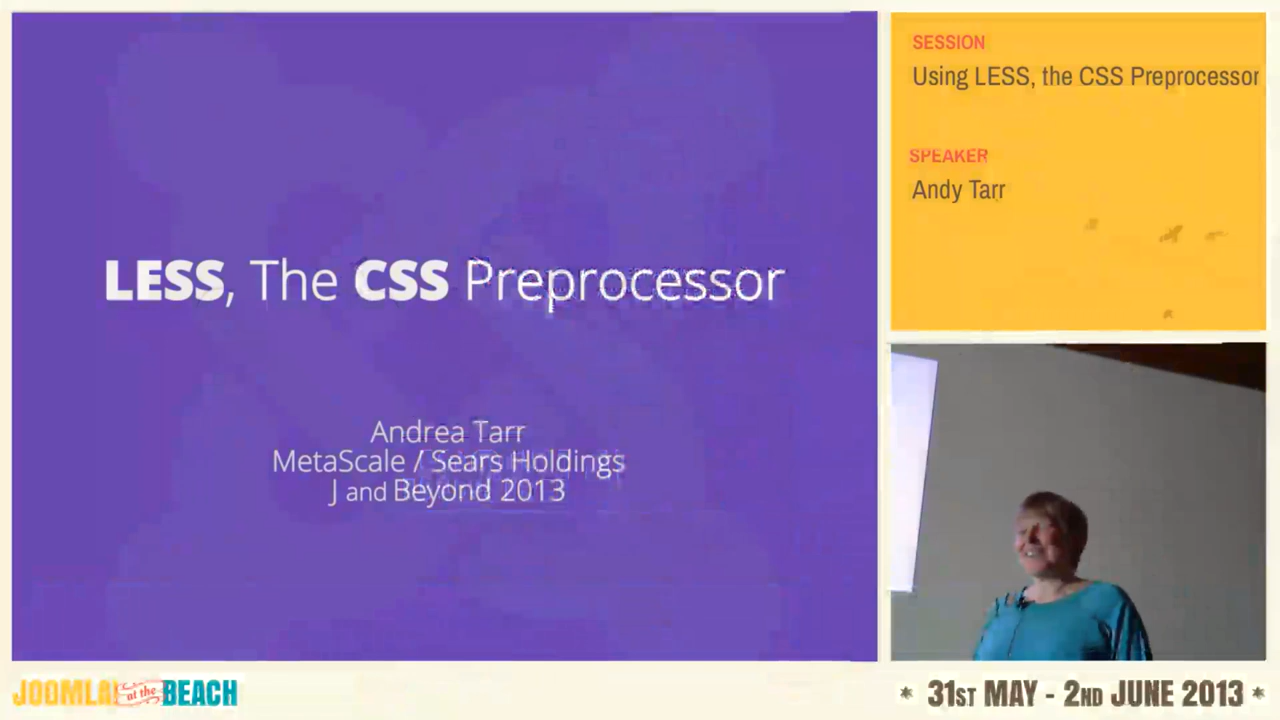 LESS, The CSS Preprocessor
Andrea Tarr
MetaScale / Sears Holdings
J and Beyond 2013
SESSION
Using LESS, the CSS Preprocessor
SPEAKER
Andy Tarr
JOOMLA! at the BEACH
* 31ST MAY - 2ND JUNE 2013 *